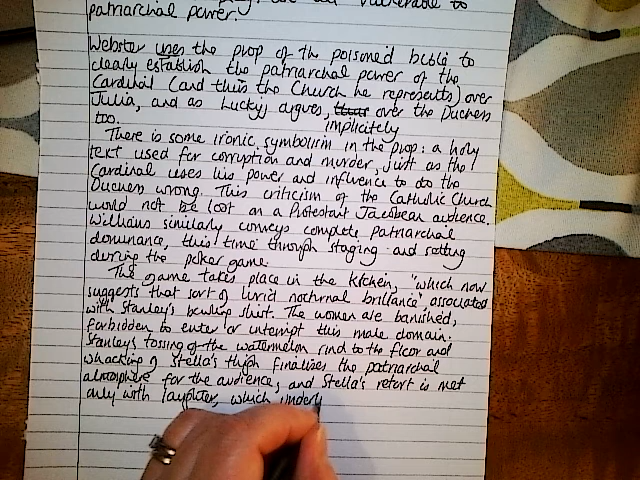 vulnerable to
patriarchal power.
Webster uses the prop of the poisoned bible to
clearly establish the patriarchal power of the
Cardinal (and thus the Church he represents) over
Julia, and as Luckyj argues, over the Duchess
implicitly
too.
There is some ironic symbolism in the prop: a holy
text used for corruption and murder, just as the
Cardinal uses his power and influence to do the
Duchess wrong. This criticism of the Catholic Church
would not be lost on a Protestant Jacobean audience.
Williams similarly conveys complete patriarchal
dominance, this time through staging and setting
during the poker game.
The game takes place in the kitchen, "which now
suggests that sort of lurid nocturnal brilliance", associated
with Stanley's bowling shirt. The women are banished,
forbidden to enter or interrupt this male domain.
Stanley's tossing of the watermelon rind to the floor and
whacking of Stella's thigh finalizes the patriarchal
atmosphere for the audience, and Stella's retort is met
only with laughter, which underl